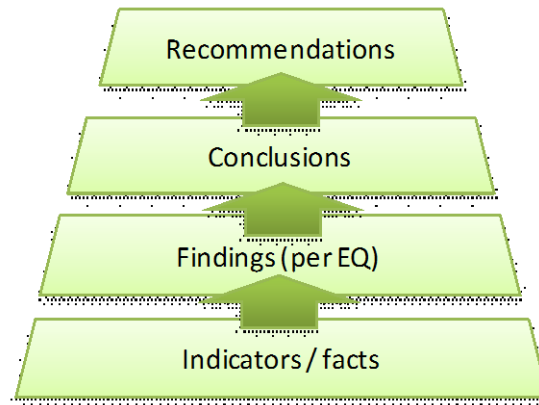 Recommendations
Conclusions
Findings (per EQ)
Indicators / facts